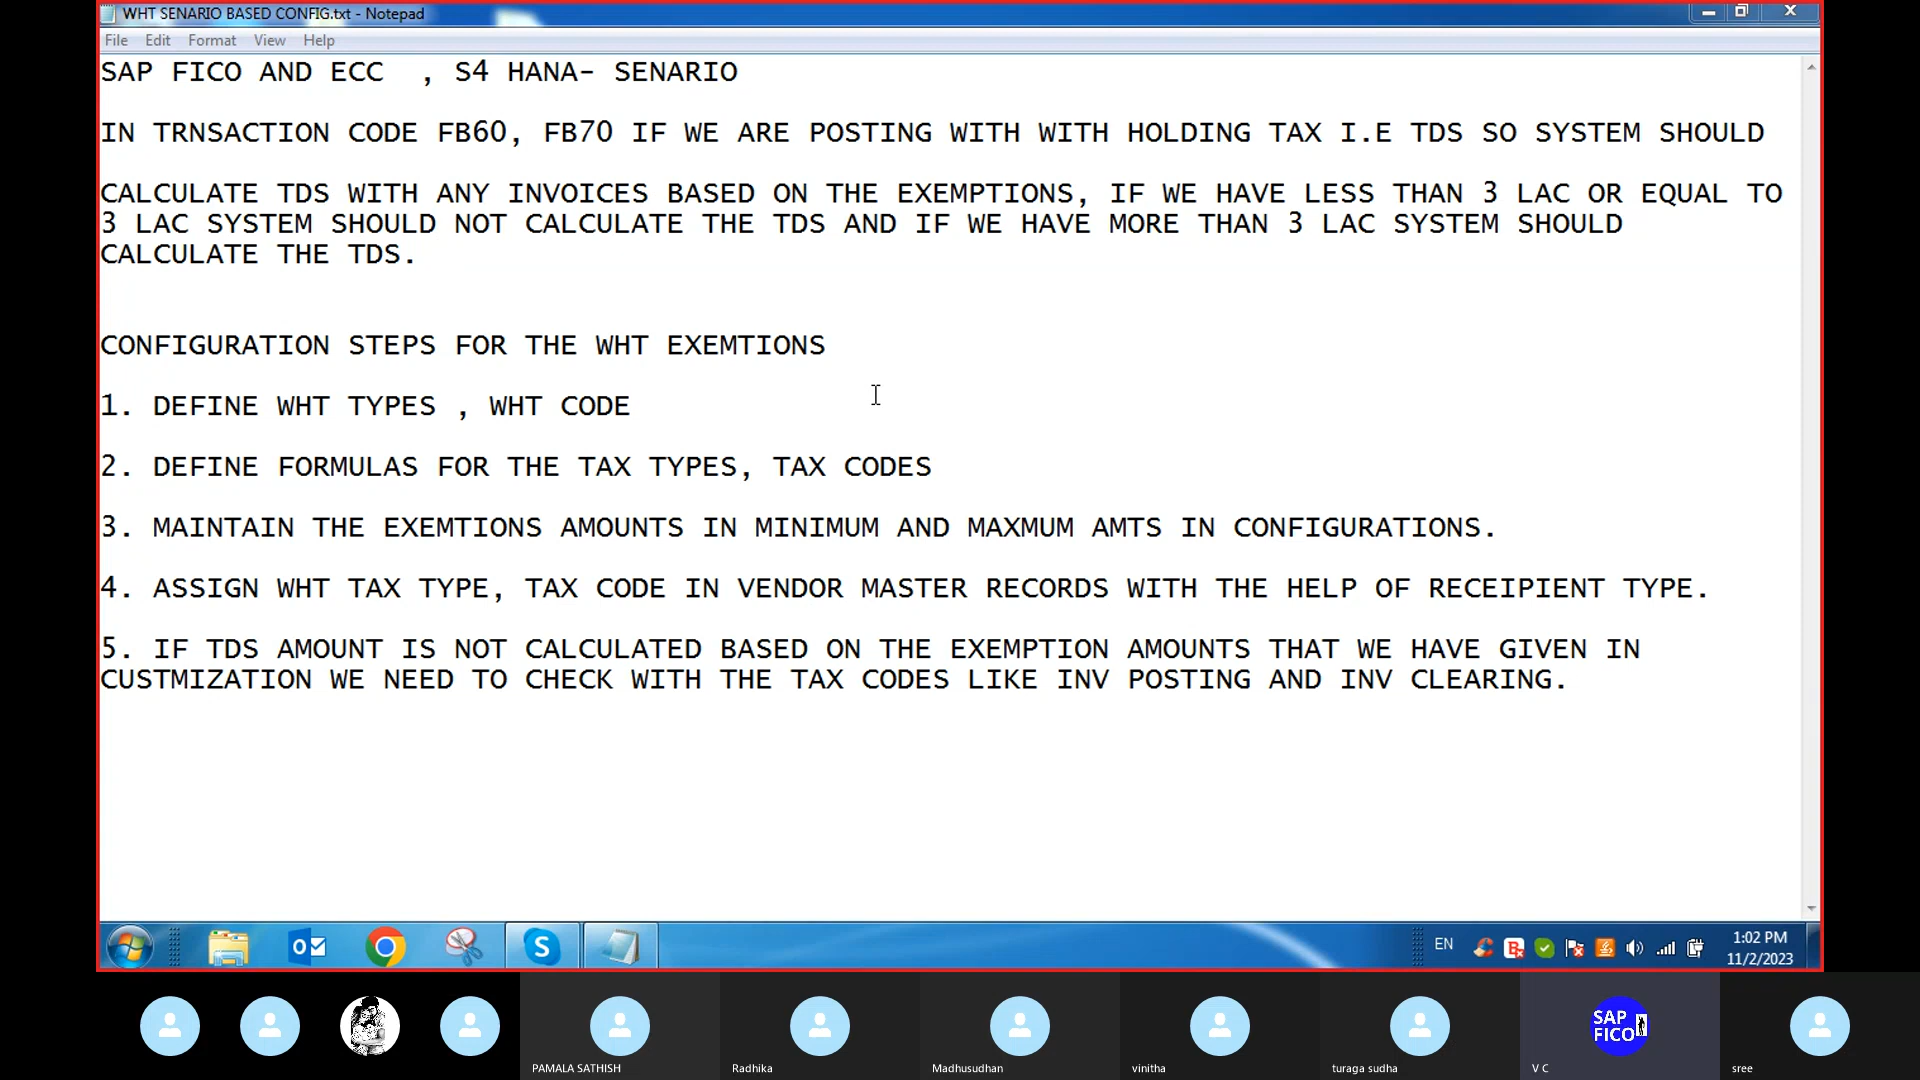 WHT SENARIO BASED CONFIG.txt - Notepad
File Edit Format View Help
SAP FICO AND ECC  , S4 HANA- SENARIO
IN TRNSACTION CODE FB60, FB70 IF WE ARE POSTING WITH WITH HOLDING TAX I.E TDS SO SYSTEM SHOULD
CALCULATE TDS WITH ANY INVOICES BASED ON THE EXEMPTIONS, IF WE HAVE LESS THAN 3 LAC OR EQUAL TO
3 LAC SYSTEM SHOULD NOT CALCULATE THE TDS AND IF WE HAVE MORE THAN 3 LAC SYSTEM SHOULD
CALCULATE THE TDS.
CONFIGURATION STEPS FOR THE WHT EXEMTIONS
1. DEFINE WHT TYPES , WHT CODE
2. DEFINE FORMULAS FOR THE TAX TYPES, TAX CODES
3. MAINTAIN THE EXEMTIONS AMOUNTS IN MINIMUM AND MAXMUM AMTS IN CONFIGURATIONS.
4. ASSIGN WHT TAX TYPE, TAX CODE IN VENDOR MASTER RECORDS WITH THE HELP OF RECEIPIENT TYPE.
5. IF TDS AMOUNT IS NOT CALCULATED BASED ON THE EXEMPTION AMOUNTS THAT WE HAVE GIVEN IN
CUSTMIZATION WE NEED TO CHECK WITH THE TAX CODES LIKE INV POSTING AND INV CLEARING.
EN
1:02 PM
11/2/2023
SAP
FICO
PAMALA SATHISH
Radhika
Madhusudhan
vinitha
turaga sudha
V C
sree